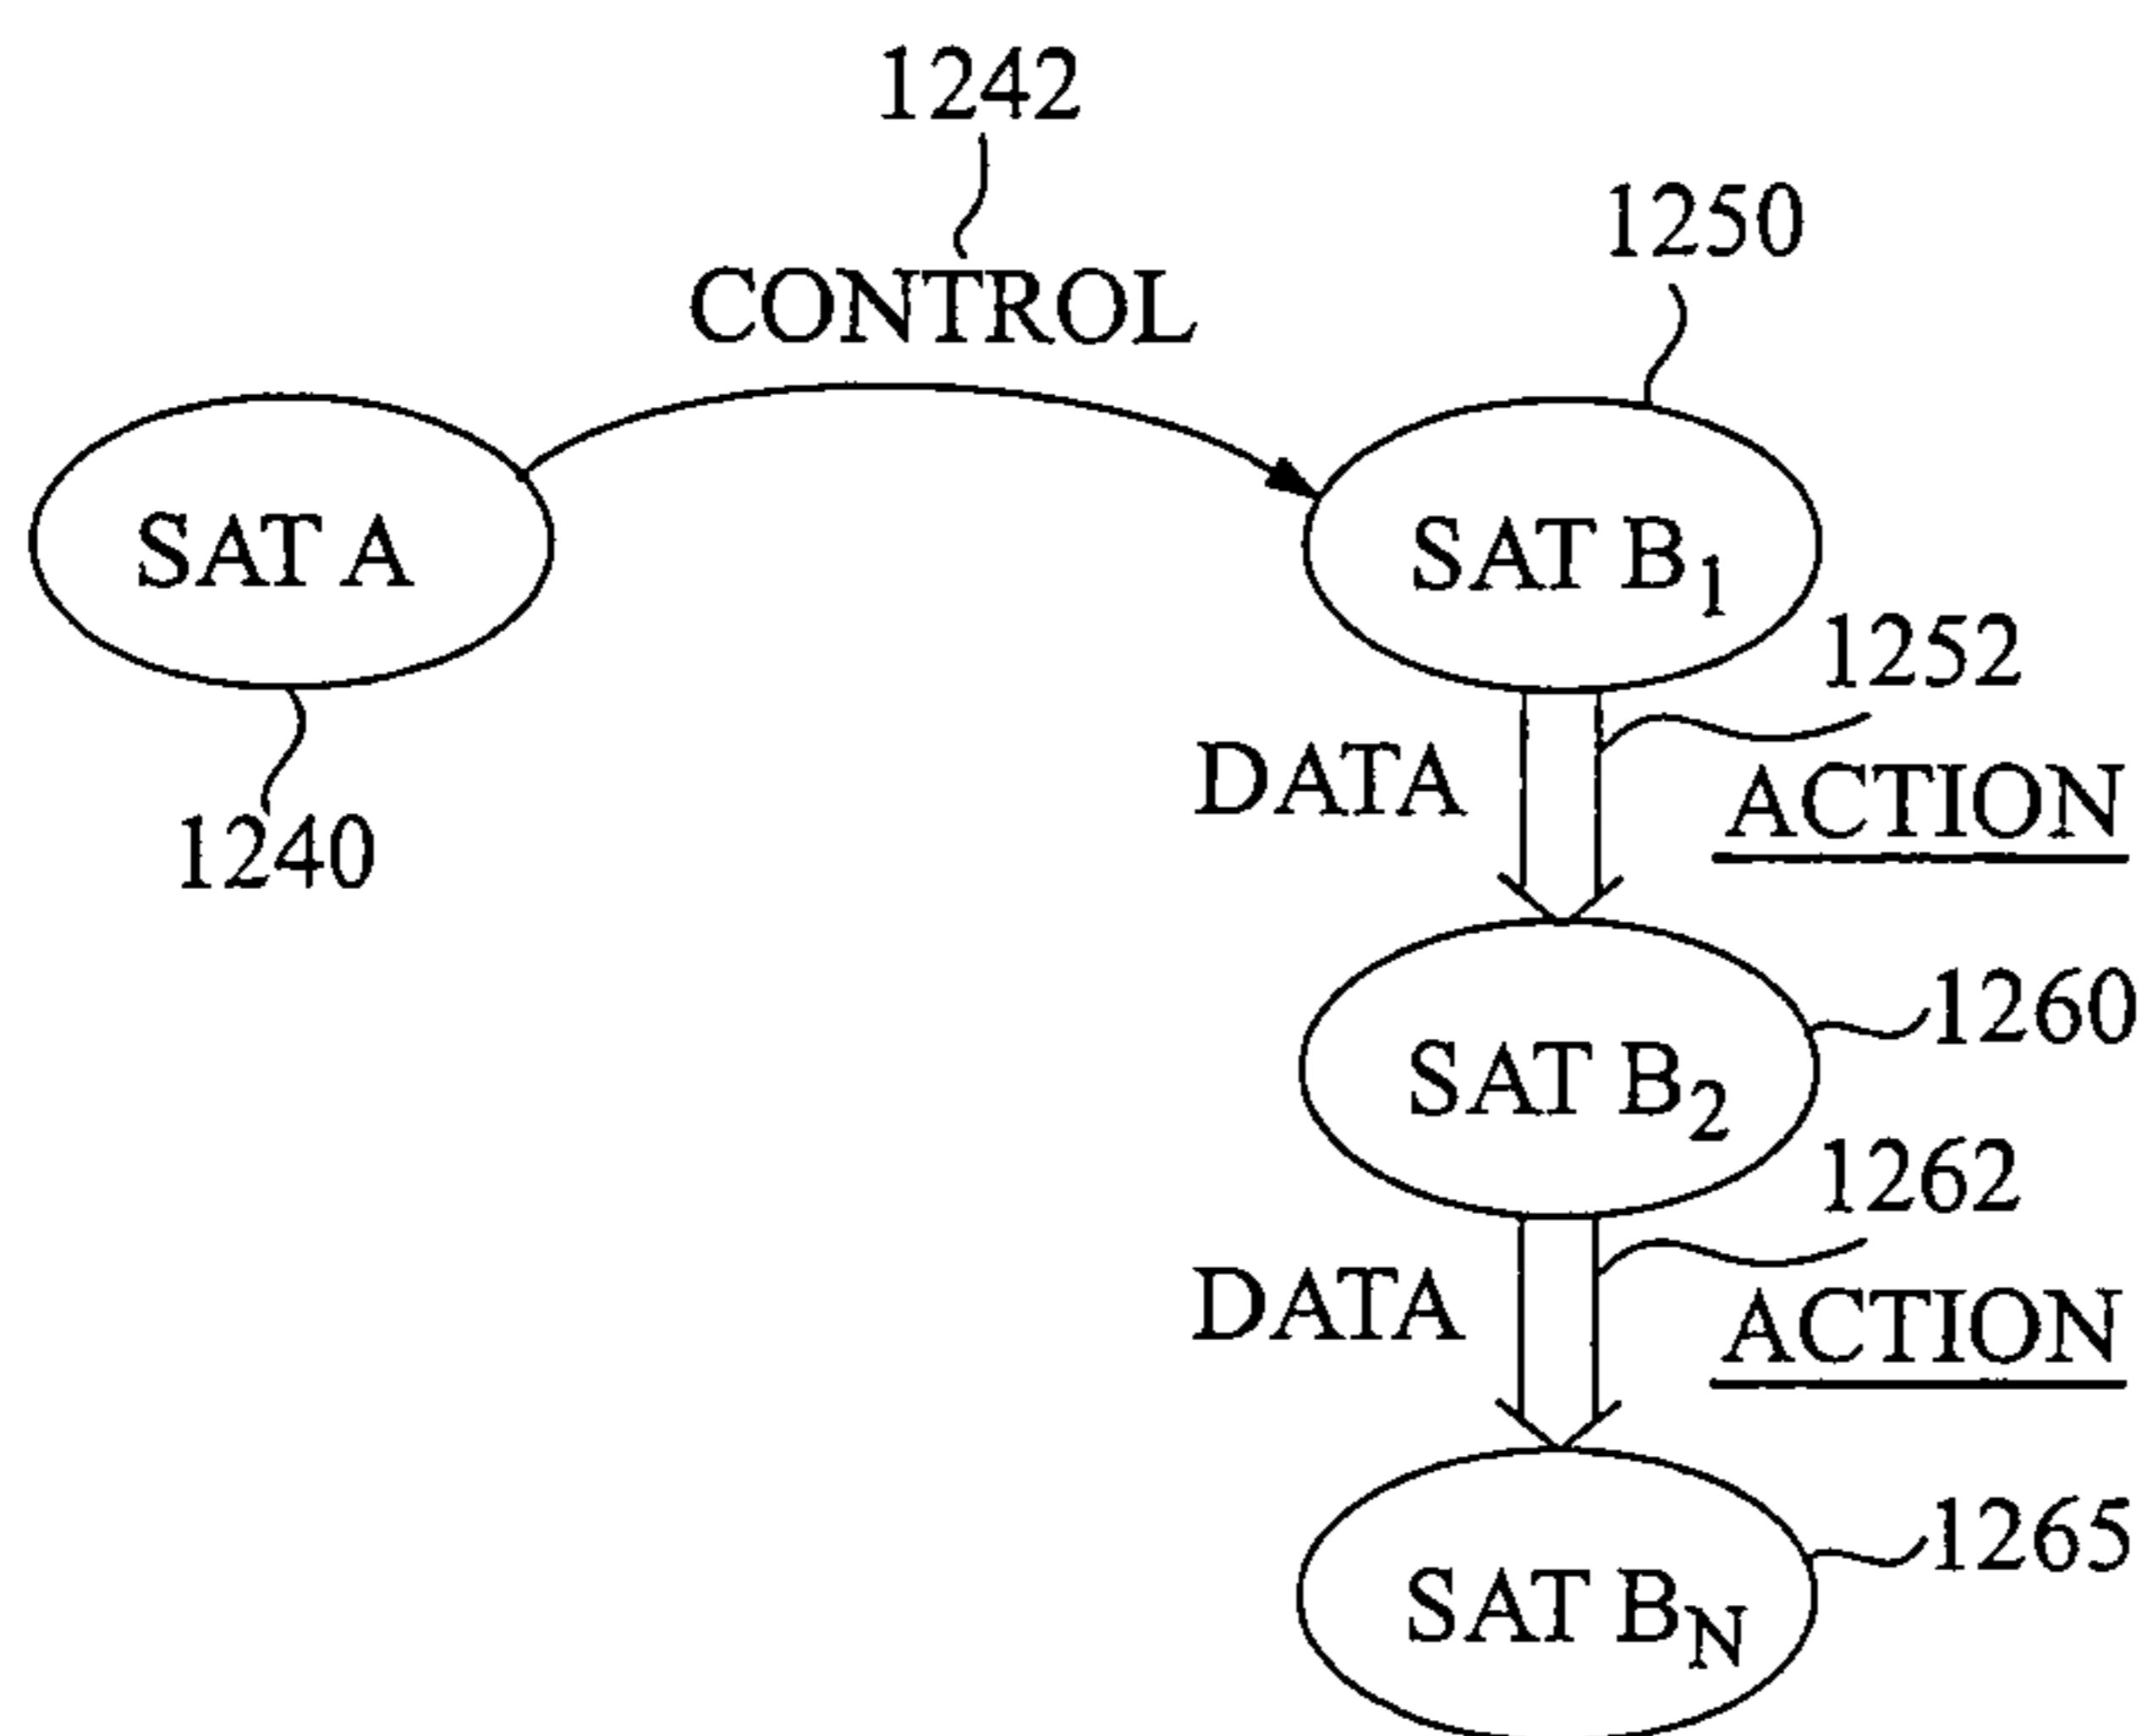 1242
CONTROL
1250
SAT A
SAT B1
1252
DATA
ACTION
1240
SAT B2
1260
1262
DATA
ACTION
SAT BN
1265